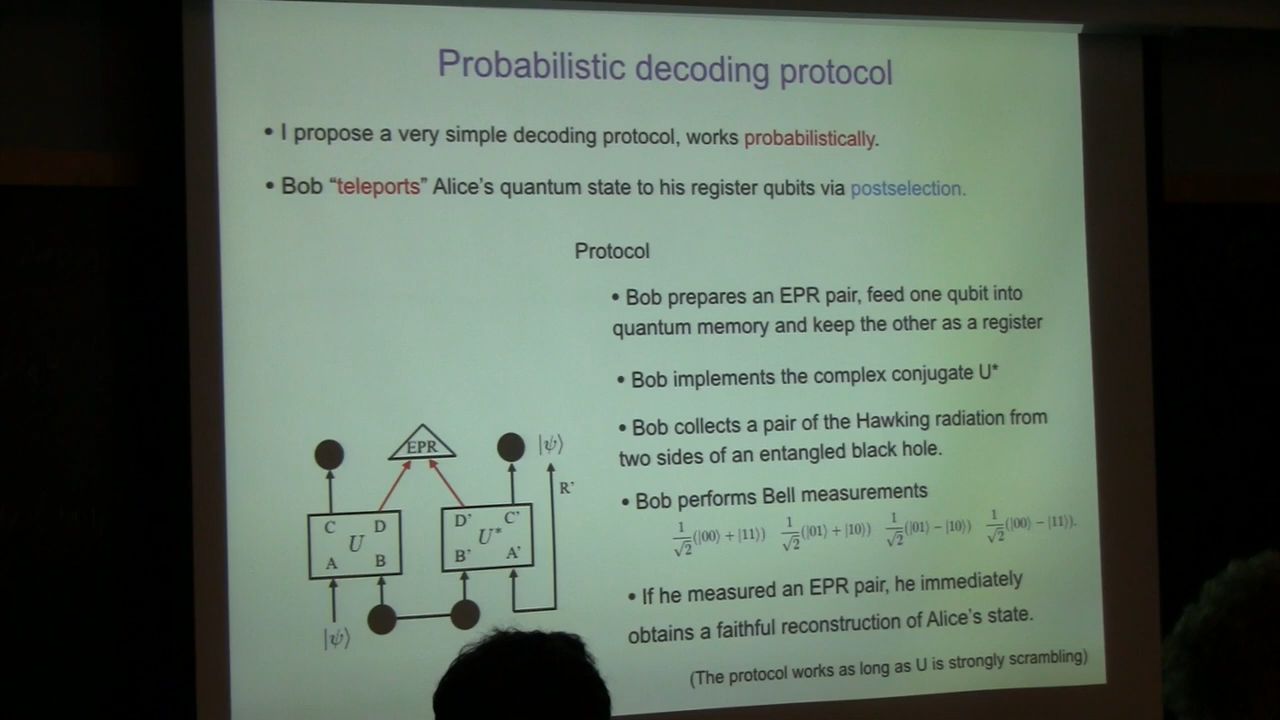 Probabilistic decoding protocol
• I propose a very simple decoding protocol, works probabilistically.
• Bob “teleports” Alice's quantum state to his register qubits via postselection.
Protocol
• Bob prepares an EPR pair, feed one qubit into
quantum memory and keep the other as a register
• Bob implements the complex conjugate U*
• Bob collects a pair of the Hawking radiation from
two sides of an entangled black hole.
• Bob performs Bell measurements
1/√2(|00⟩ + |11⟩) 1/√2(|01⟩ + |10⟩) 1/√2(|01⟩ − |10⟩) 1/√2(|00⟩ − |11⟩).
• If he measured an EPR pair, he immediately
obtains a faithful reconstruction of Alice's state.
(The protocol works as long as U is strongly scrambling)
EPR |ψ⟩
R'
C D D' C'
U U*
A B B' A'
|ψ⟩